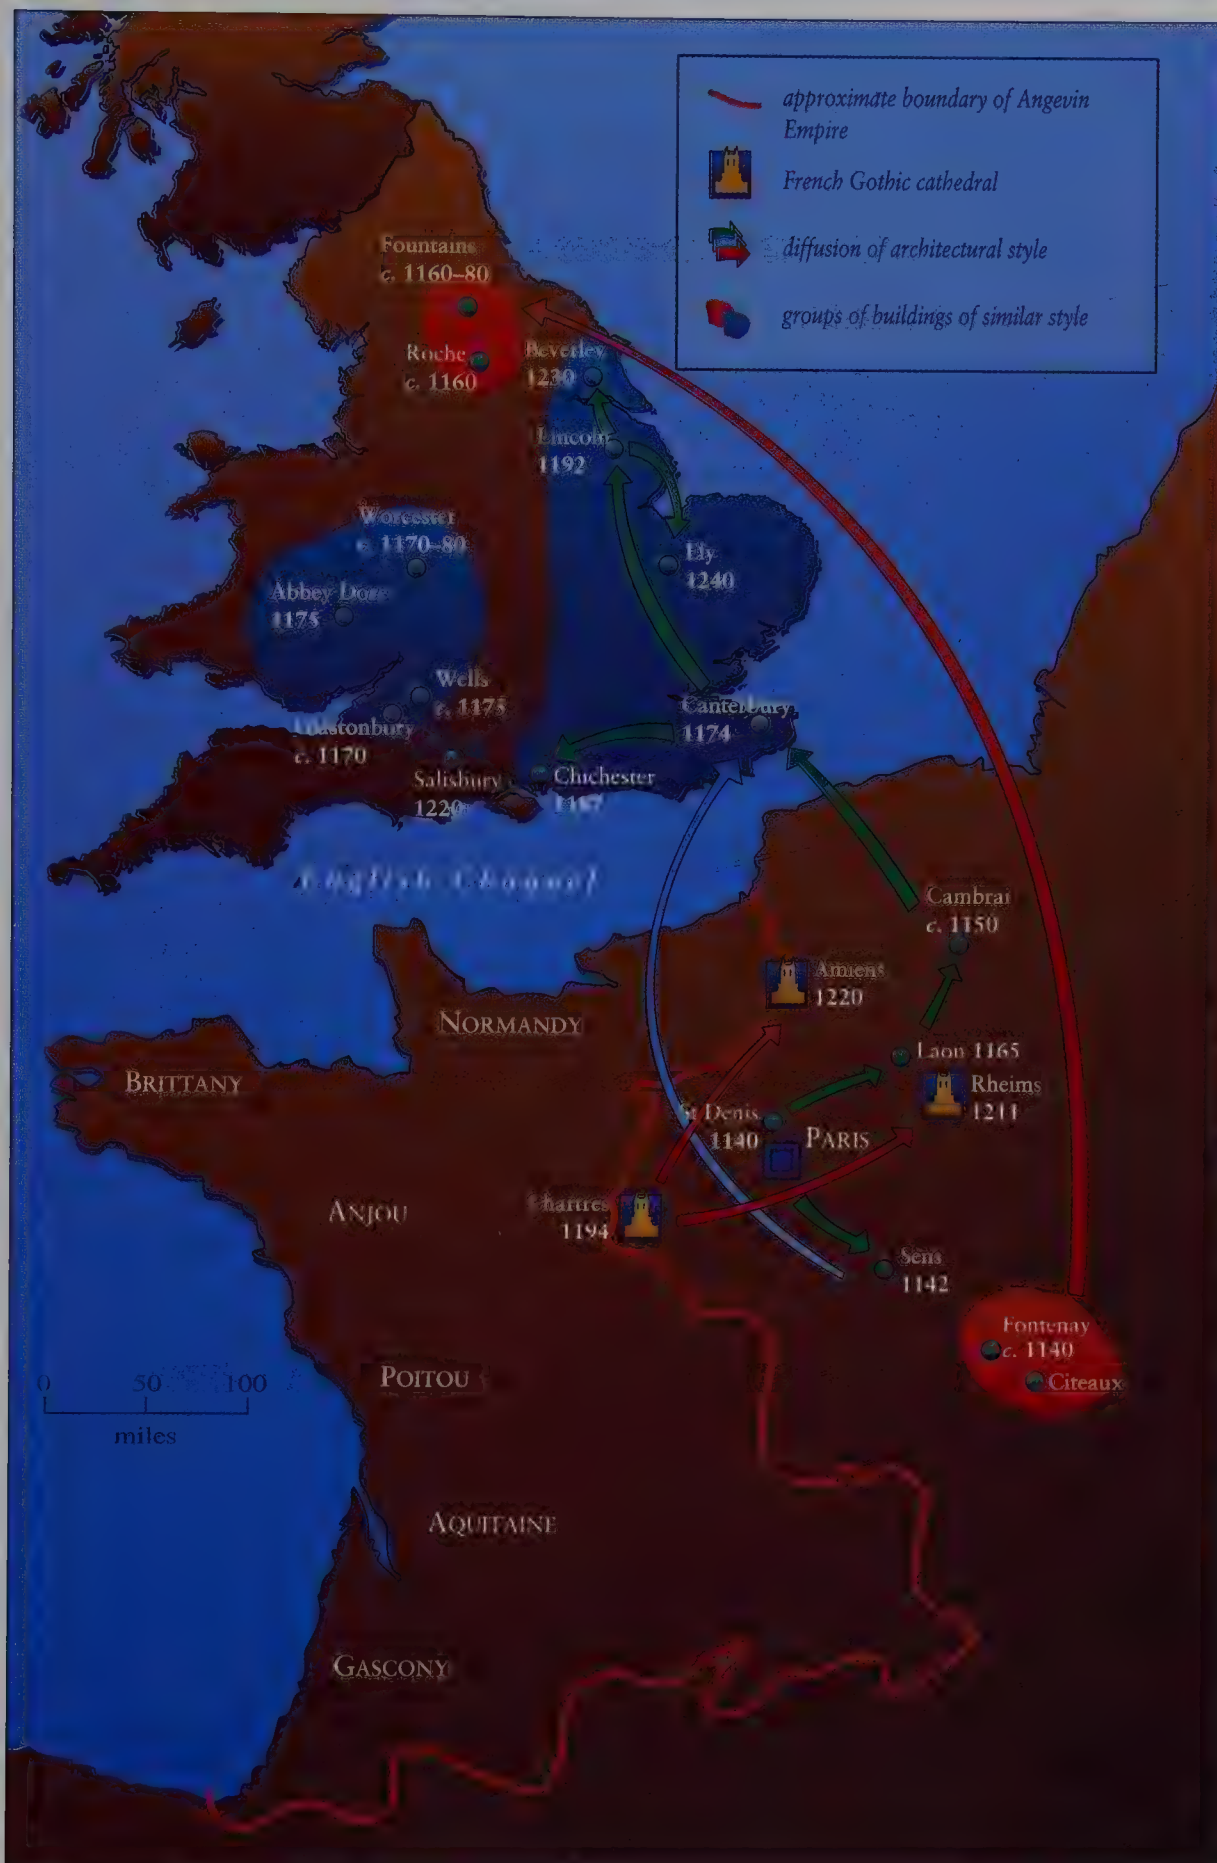 approximate boundary of Angevin
Empire
French Gothic cathedral
diffusion of architectural style
groups of buildings of similar style
Fountains
c. 1160–80
Roche
c. 1160
Beverley
1230
Lincoln
1192
Worcester
c. 1170–80
Ely
1240
Abbey Dore
1175
Wells
c. 1175
Canterbury
1174
Glastonbury
c. 1170
Salisbury
1220
Chichester
1187
English Channel
Cambrai
c. 1150
Amiens
1220
NORMANDY
Laon 1165
BRITTANY
Rheims
1211
St Denis
1140
PARIS
ANJOU
Chartres
1194
Sens
1142
Fontenay
c. 1140
Citeaux
POITOU
0 50 100
miles
AQUITAINE
GASCONY